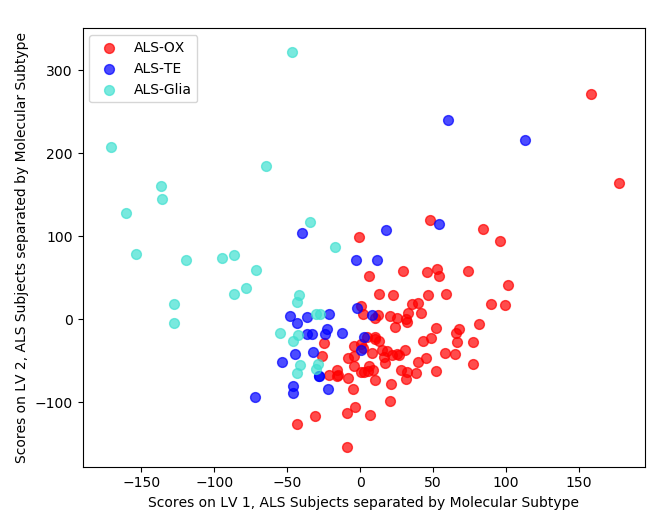 ALS-OX
ALS-TE
ALS-Glia
300
200
100
0
−100
−150
−100
−50
0
50
100
150
Scores on LV 1, ALS Subjects separated by Molecular Subtype
Scores on LV 2, ALS Subjects separated by Molecular Subtype